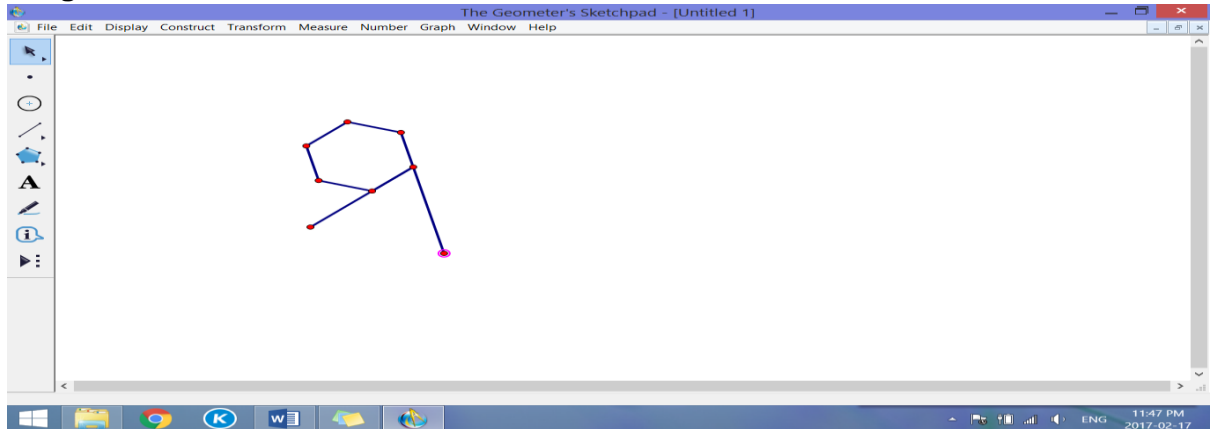 The Geometer's Sketchpad - [Untitled 1]
File Edit Display Construct Transform Measure Number Graph Window Help
A
K
W
ENG
11:47 PM
2017-02-17